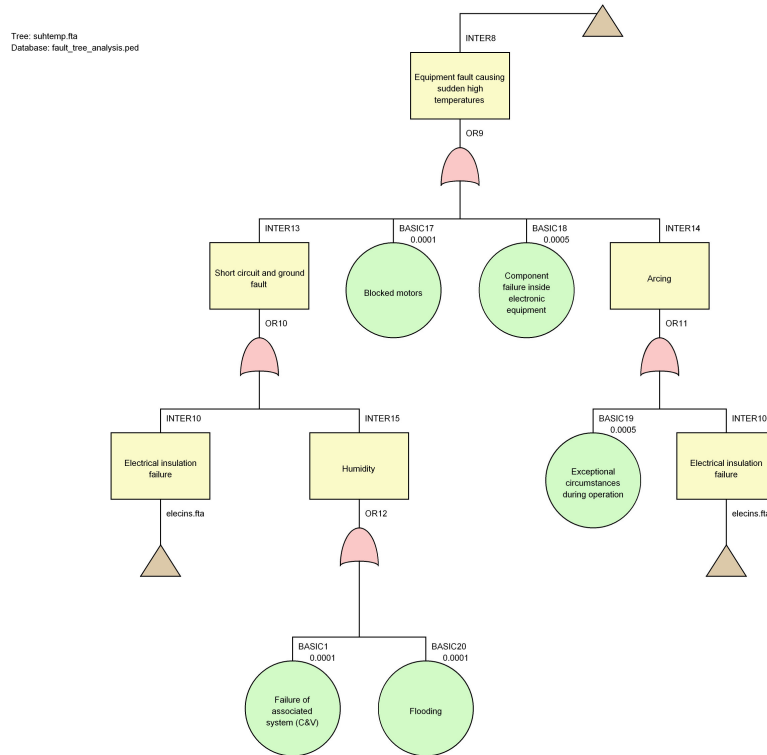 Tree: suhtemp.fta
Database: fault_tree_analysis.ped
INTER8
Equipment fault causing
sudden high
temperatures
OR9
INTER13
BASIC17
0.0001
BASIC18
0.0005
INTER14
Short circuit and ground
fault
Blocked motors
Component
failure inside
electronic
equipment
Arcing
OR10
OR11
INTER10
INTER15
BASIC19
0.0005
INTER10
Electrical insulation
failure
Humidity
Exceptional
circumstances
during operation
Electrical insulation
failure
elecins.fta
OR12
elecins.fta
BASIC1
0.0001
BASIC20
0.0001
Failure of
associated
system (C&V)
Flooding